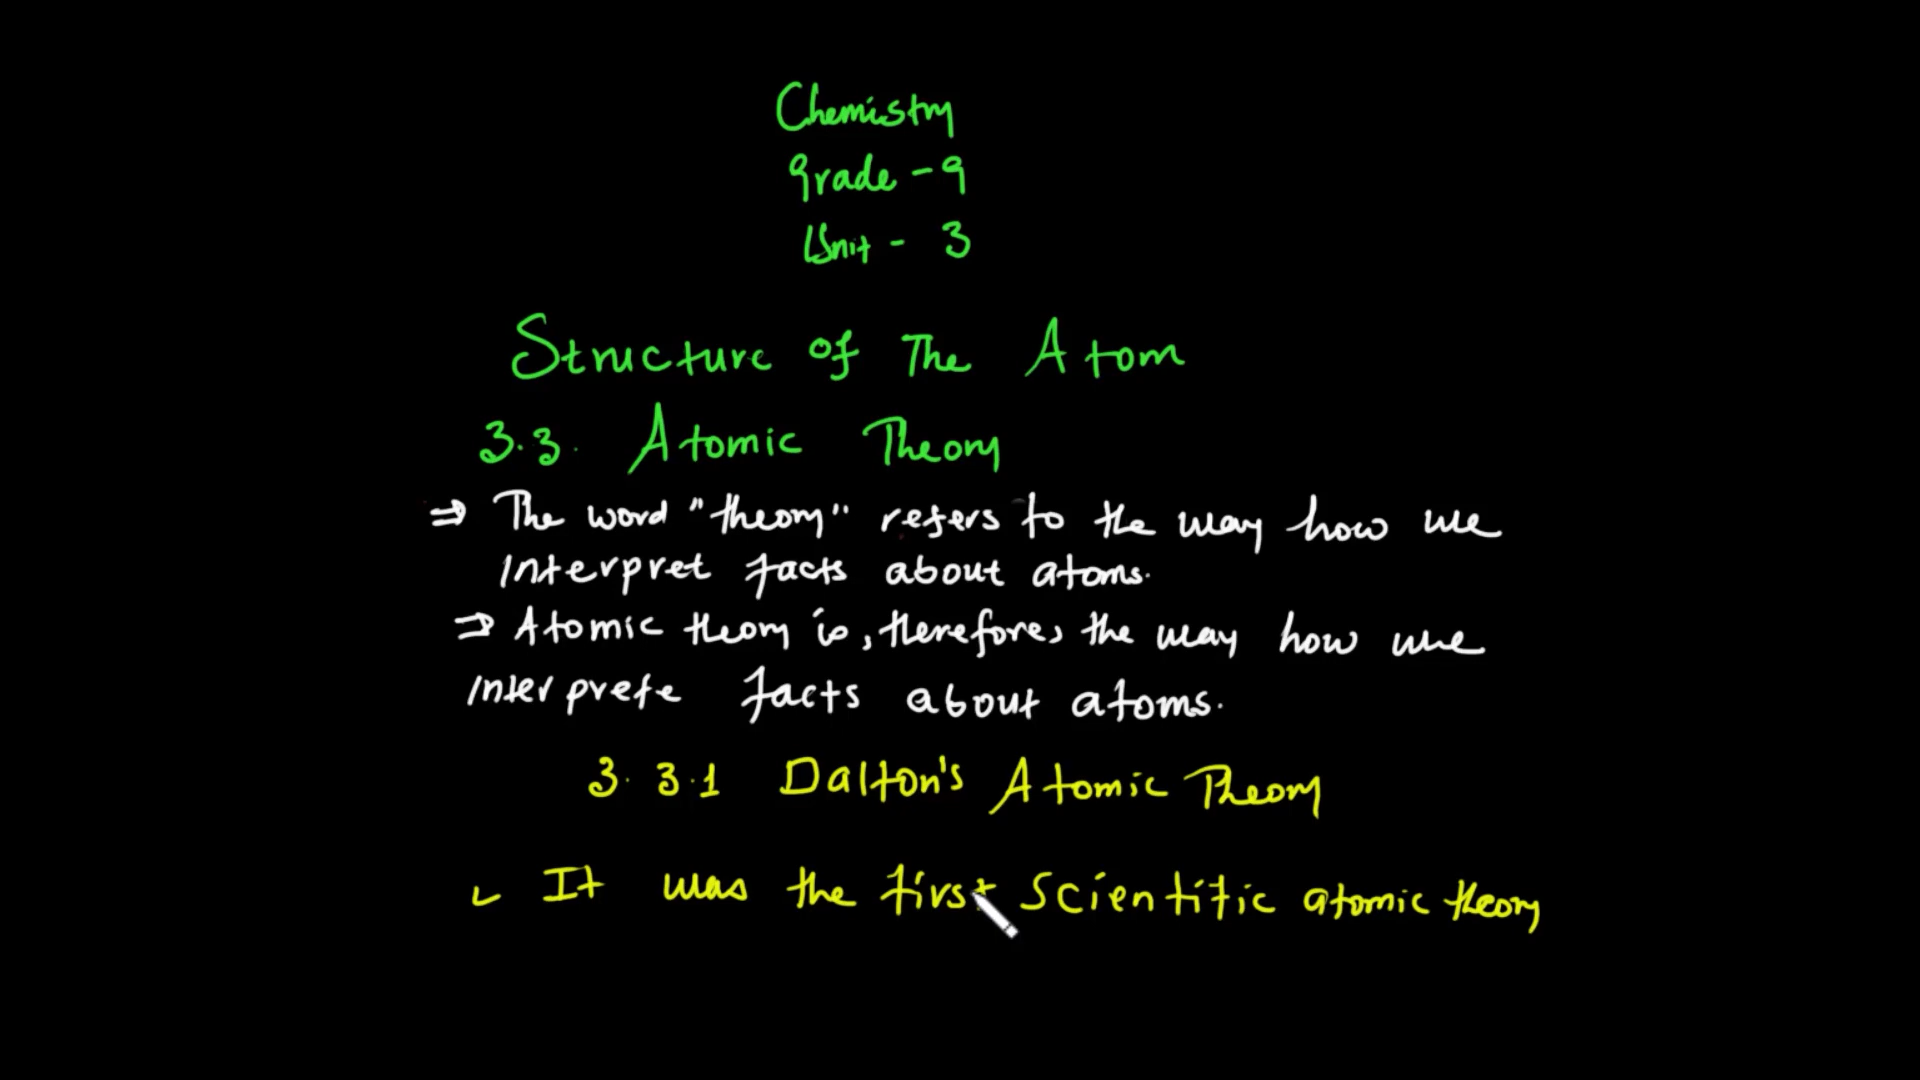 Chemistry
grade - 9
Unit - 3
Structure of The Atom
3.3. Atomic Theory
⇒ The word "theory" refers to the way how we
interpret facts about atoms.
⇒ Atomic theory is, therefore, the way how we
interprete facts about atoms.
3.3.1 Dalton's Atomic Theory
✓ It was the first Scientific atomic theory